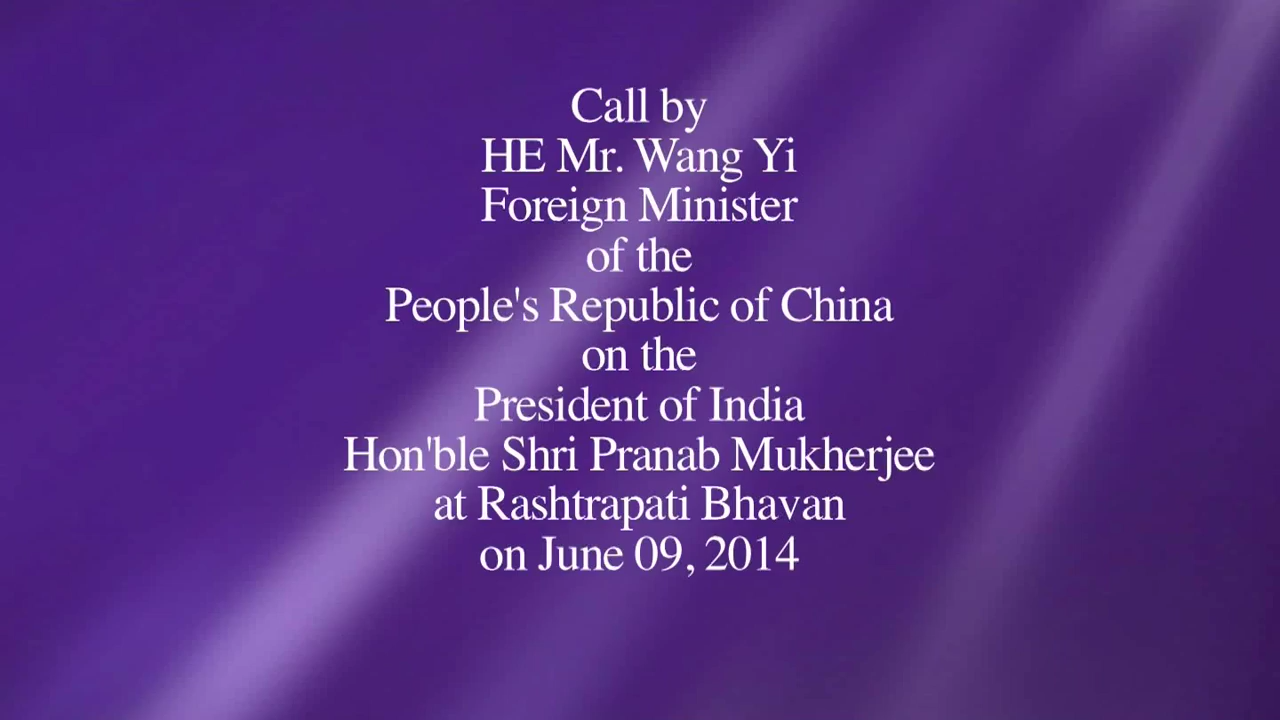 Call by
HE Mr. Wang Yi
Foreign Minister
of the
People's Republic of China
on the
President of India
Hon'ble Shri Pranab Mukherjee
at Rashtrapati Bhavan
on June 09, 2014